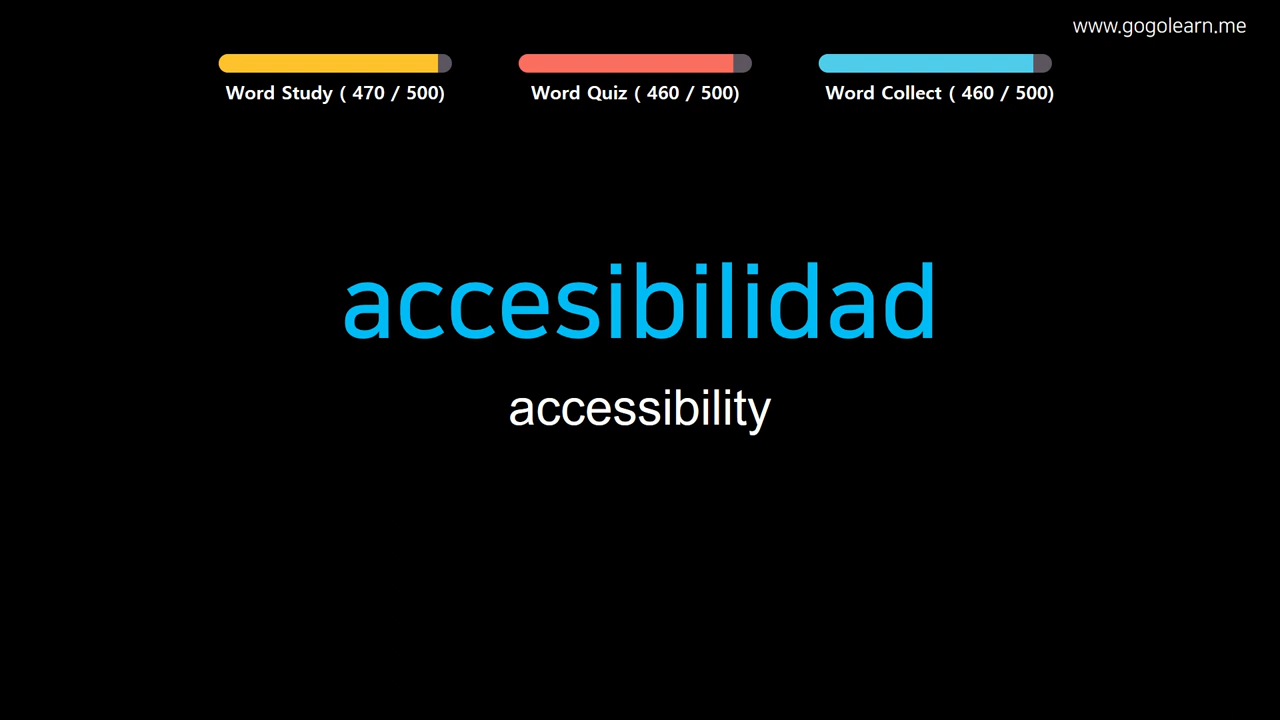 www.gogolearn.me
Word Study ( 470 / 500)
Word Quiz ( 460 / 500)
Word Collect ( 460 / 500)
accesibilidad
accessibility